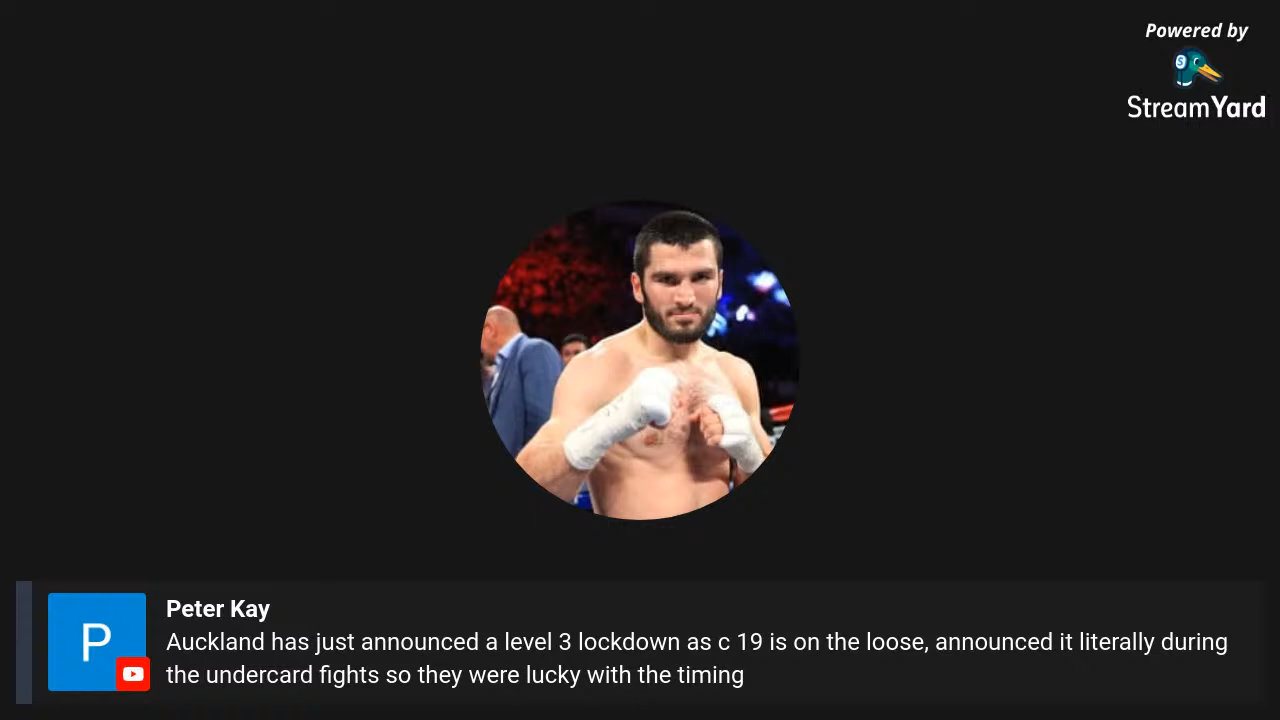 Powered by
S
StreamYard
P
Peter Kay
Auckland has just announced a level 3 lockdown as c 19 is on the loose, announced it literally during
the undercard fights so they were lucky with the timing